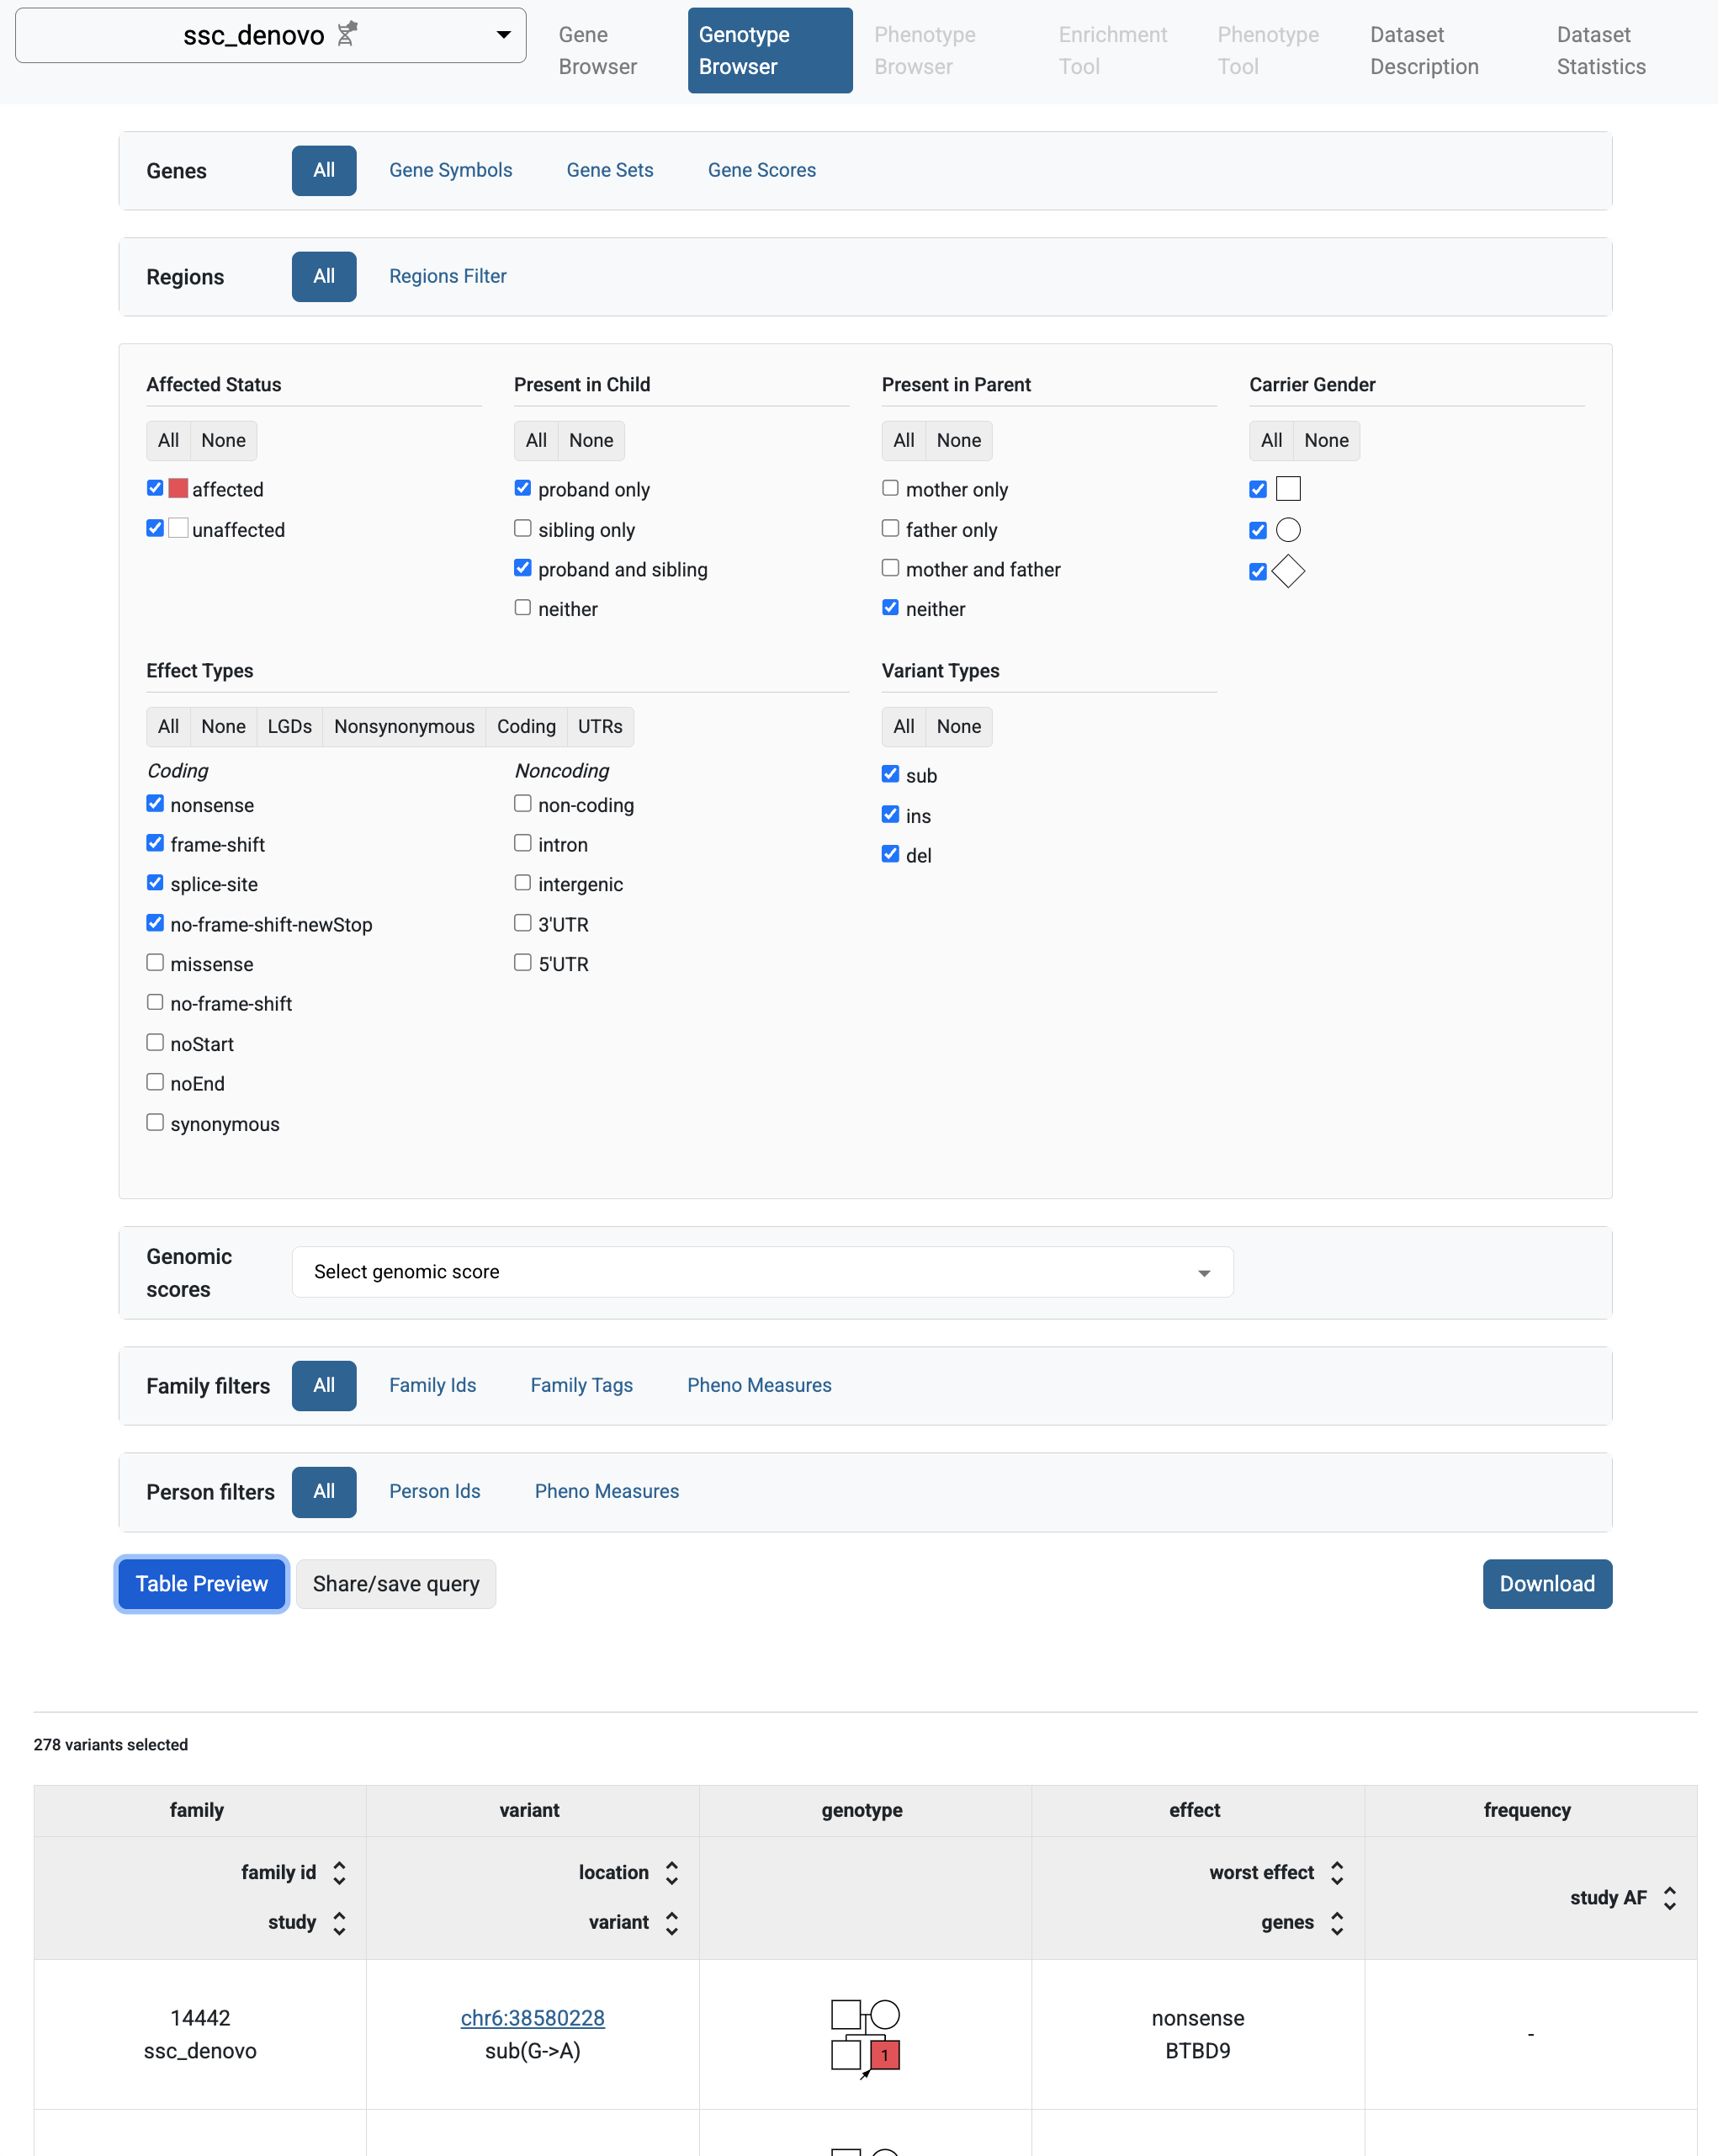 ssc_denovo
Gene Browser
Genotype Browser
Phenotype Browser
Enrichment Tool
Phenotype Tool
Dataset Description
Dataset Statistics
Genes All Gene Symbols Gene Sets Gene Scores
Regions All Regions Filter
Affected Status Present in Child Present in Parent Carrier Gender
All None All None All None All None
affected proband only mother only
unaffected sibling only father only
proband and sibling mother and father
neither neither
Effect Types Variant Types
All None LGDs Nonsynonymous Coding UTRs All None
Coding Noncoding
nonsense non-coding sub
frame-shift intron ins
splice-site intergenic del
no-frame-shift-newStop 3'UTR
missense 5'UTR
no-frame-shift
noStart
noEnd
synonymous
Genomic scores Select genomic score
Family filters All Family Ids Family Tags Pheno Measures
Person filters All Person Ids Pheno Measures
Table Preview Share/save query Download
278 variants selected
family variant genotype effect frequency
family id location worst effect study AF
study variant genes
14442 chr6:38580228 1 nonsense -
ssc_denovo sub(G->A) BTBD9